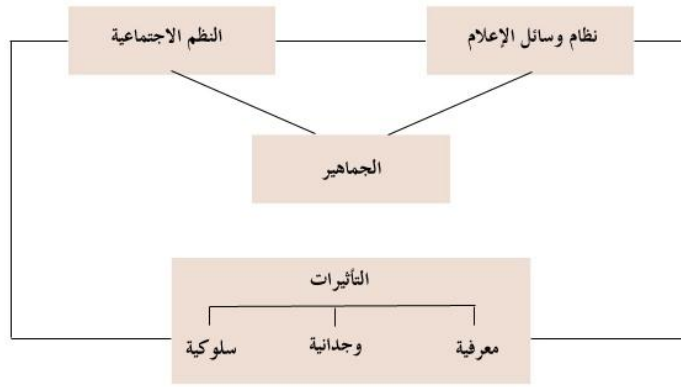 نظام وسائل الإعلام
النظم الاجتماعية
الجماهير
التأثيرات
معرفية
وجدانية
سلوكية